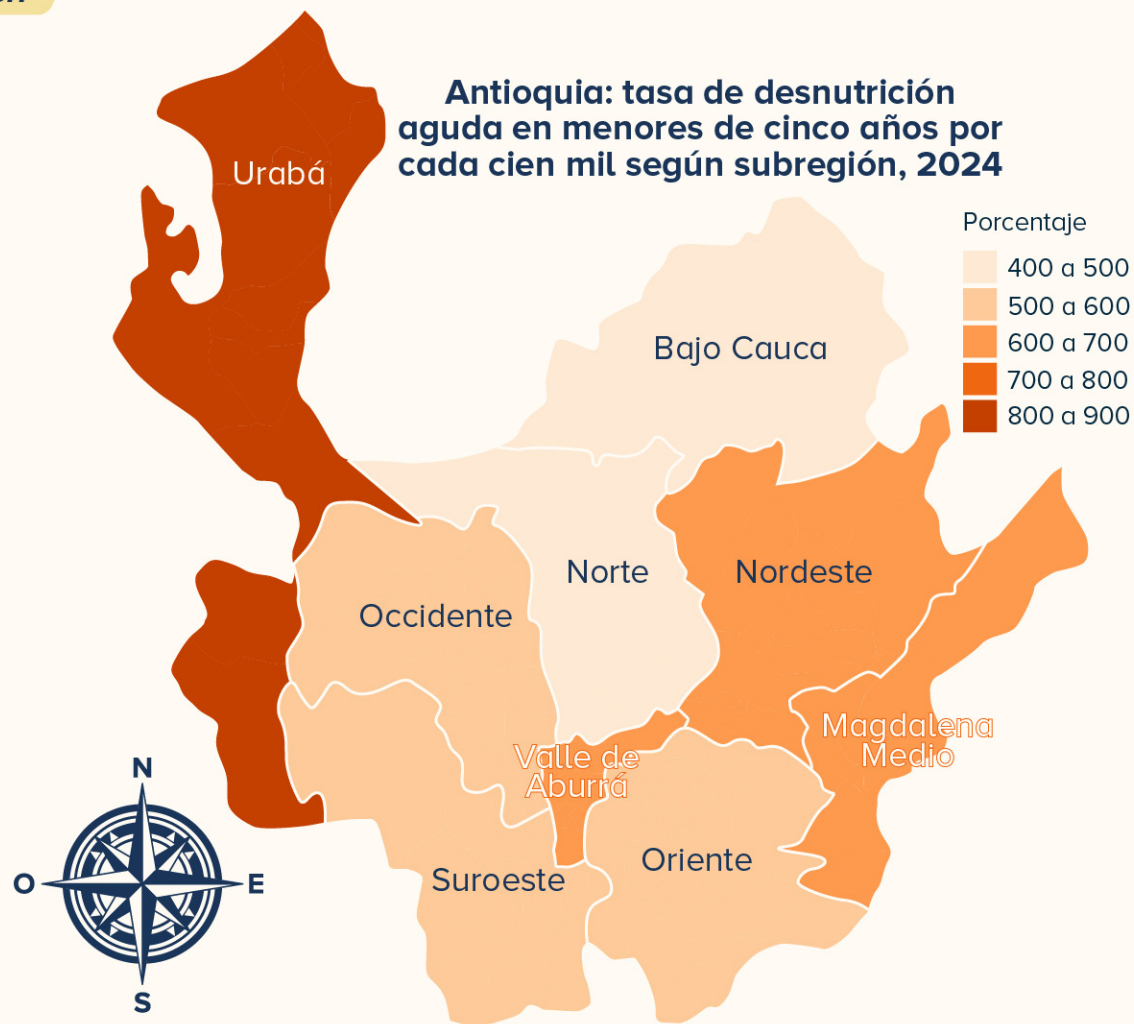 Antioquia: tasa de desnutrición
aguda en menores de cinco años por
cada cien mil según subregión, 2024
Urabá
Porcentaje
400 a 500
500 a 600
600 a 700
700 a 800
800 a 900
Bajo Cauca
Norte
Nordeste
Occidente
Magdalena
Medio
Valle de
Aburrá
Oriente
Suroeste
N
O
E
S